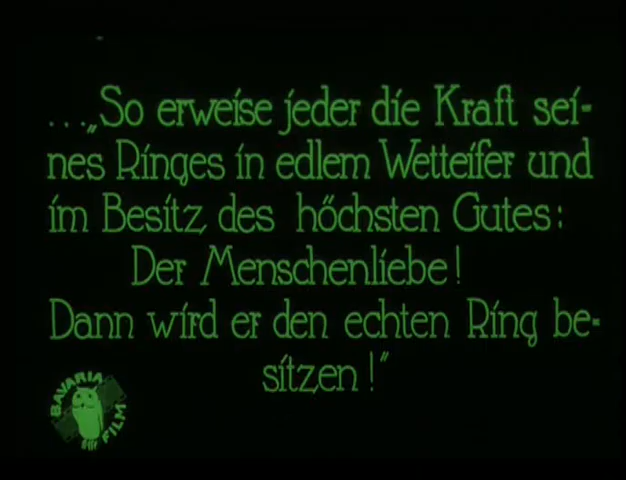 ..."So erweise jeder die Kraft sei-
nes Ringes in edlem Wetteifer und
im Besitz des höchsten Gutes:
Der Menschenliebe!
Dann wird er den echten Ring be-
sitzen!"
BAVARIA
FILM